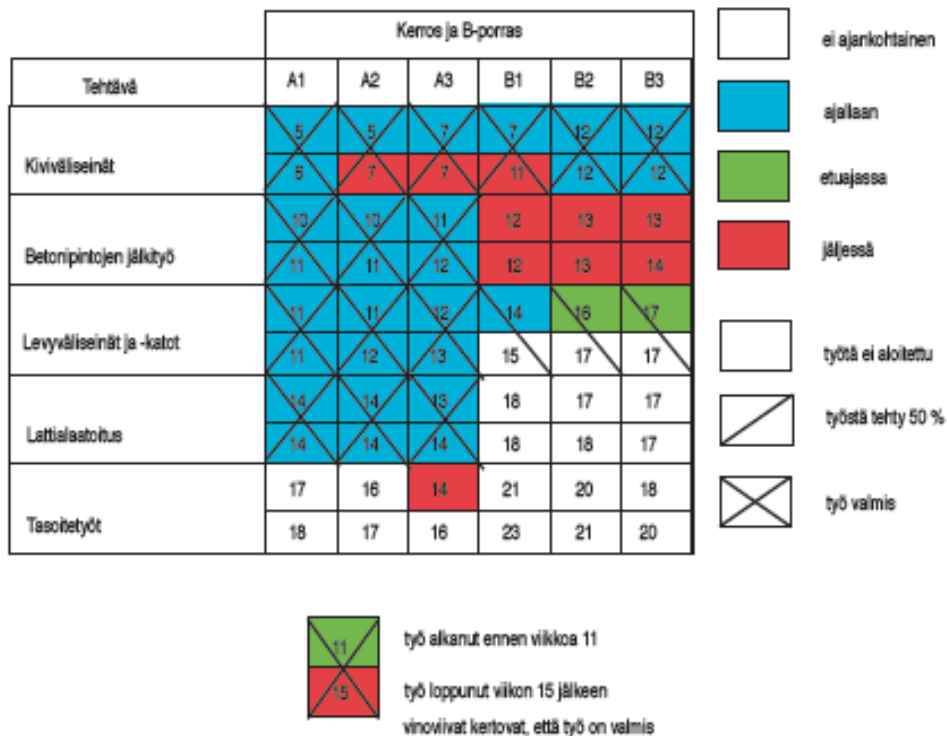 Kerros ja B-porras
Tehtävä A1 A2 A3 B1 B2 B3
5 5 7 7 12 12
Kiviväliseinät
6 7 7 11 12 12
10 10 11 12 13 13
Betonipintojen jälkityö
11 11 12 12 13 14
11 11 12 14 16 17
Levyväliseinät ja -katot
11 12 13 15 17 17
14 14 13 18 17 17
Lattialaatoitus
14 14 14 18 18 17
17 16 14 21 20 18
Tasoitetyöt
18 17 16 23 21 20
ei ajankohtainen
ajallaan
etuajassa
jäljessä
työtä ei aloitettu
työstä tehty 50 %
työ valmis
11 työ alkanut ennen viikkoa 11
15 työ loppunut viikon 15 jälkeen
vinoviivat kertovat, että työ on valmis